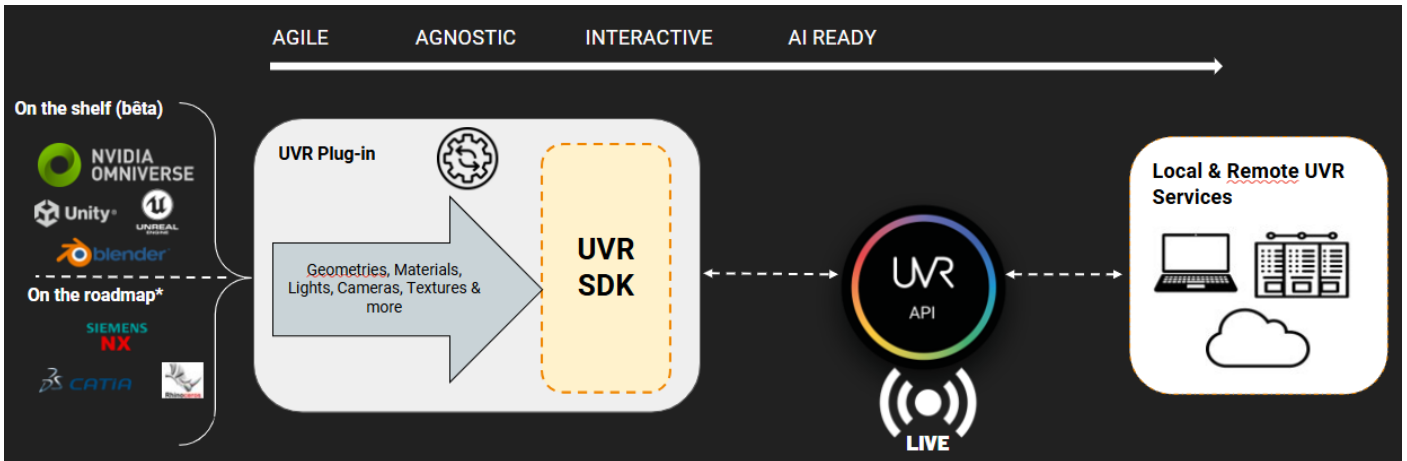 AGILE AGNOSTIC INTERACTIVE AI READY
On the shelf (bêta)
NVIDIA
OMNIVERSE
Unity®
UNREAL
ENGINE
blender
On the roadmap*
SIEMENS
NX
CATIA
Rhinoceros
UVR Plug-in
Geometries, Materials,
Lights, Cameras, Textures &
more
UVR
SDK
UVR
API
LIVE
Local & Remote UVR
Services